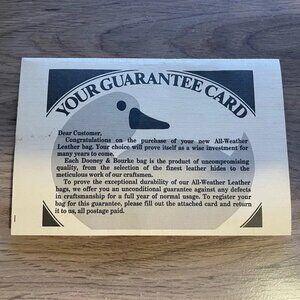 YOUR GUARANTEE CARD
Dear Customer,
Congratulations on the purchase of your new All-Weather
Leather bag. Your choice will prove itself as a wise investment for
many years to come.
Each Dooney & Bourke bag is the product of uncompromising
quality, from the selection of the finest leather hides to the
meticulous work of our craftsmen.
To prove the exceptional durability of our All-Weather Leather
bags, we offer you an unconditional guarantee against any defects
in craftsmanship for a full year of normal usage. To register your
bag for this guarantee, please fill out the attached card and return
it to us, all postage paid.